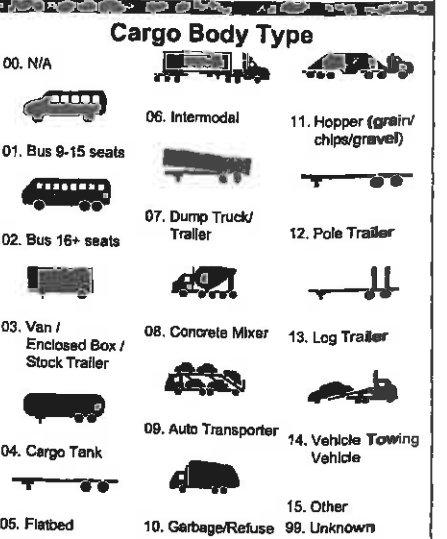 Cargo Body Type
00. N/A
01. Bus 9-15 seats
02. Bus 16+ seats
03. Van /
Enclosed Box /
Stock Trailer
04. Cargo Tank
05. Flatbed
06. Intermodal
07. Dump Truck/
Trailer
08. Concrete Mixer
09. Auto Transporter
10. Garbage/Refuse
11. Hopper (grain/
chips/gravel)
12. Pole Trailer
13. Log Trailer
14. Vehicle Towing
Vehicle
15. Other
99. Unknown